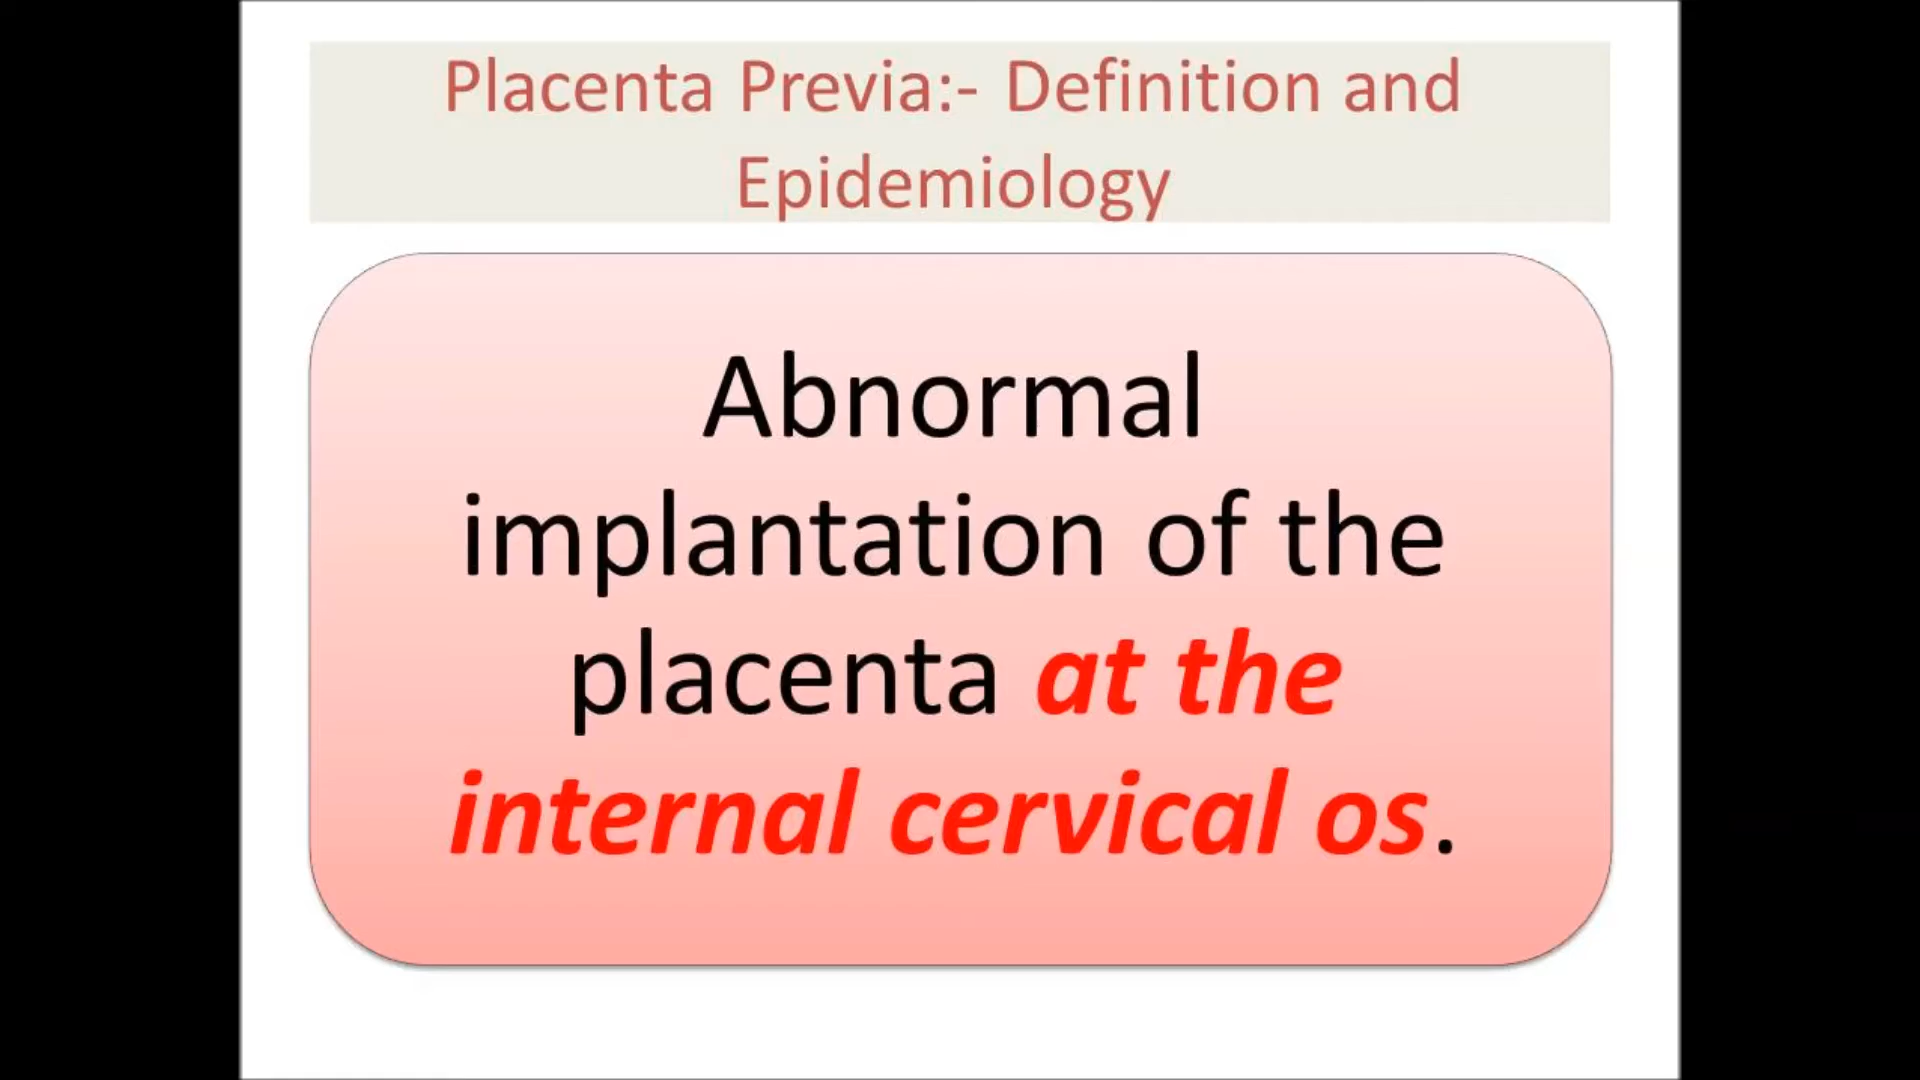 Placenta Previa:- Definition and
Epidemiology
Abnormal
implantation of the
placenta at the
internal cervical os.